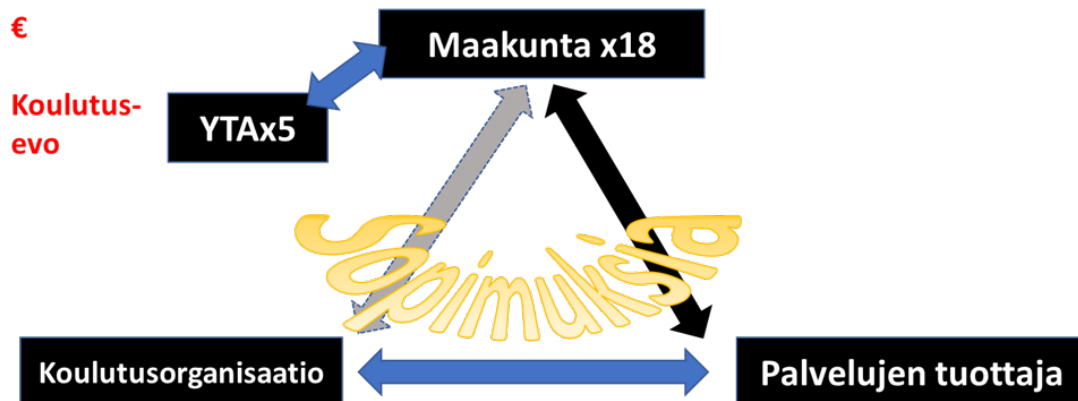 €
Maakunta x18
Koulutus-
evo
YTAx5
Sopimuksia
Koulutusorganisaatio
Palvelujen tuottaja